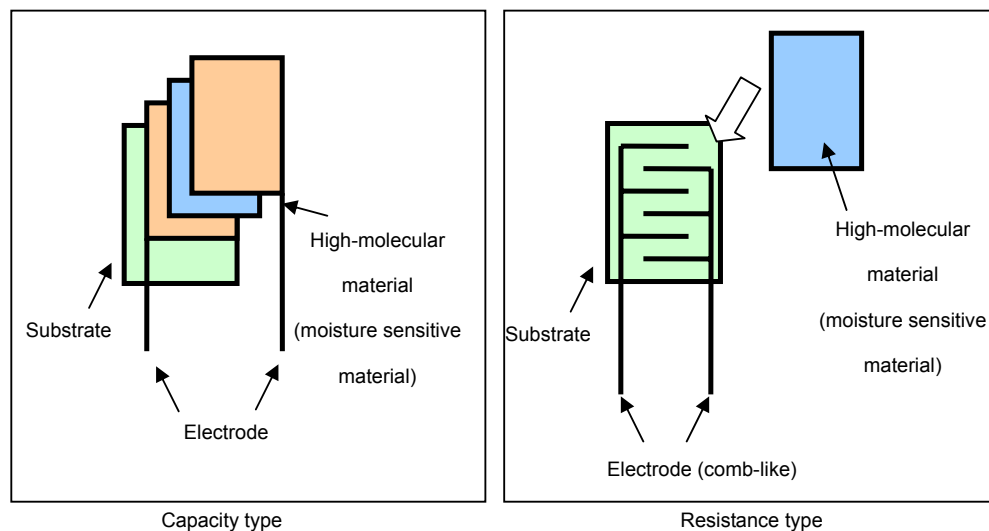 High-molecular
material
(moisture sensitive
material)
Substrate
Electrode
Capacity type
High-molecular
material
(moisture sensitive
material)
Substrate
Electrode (comb-like)
Resistance type